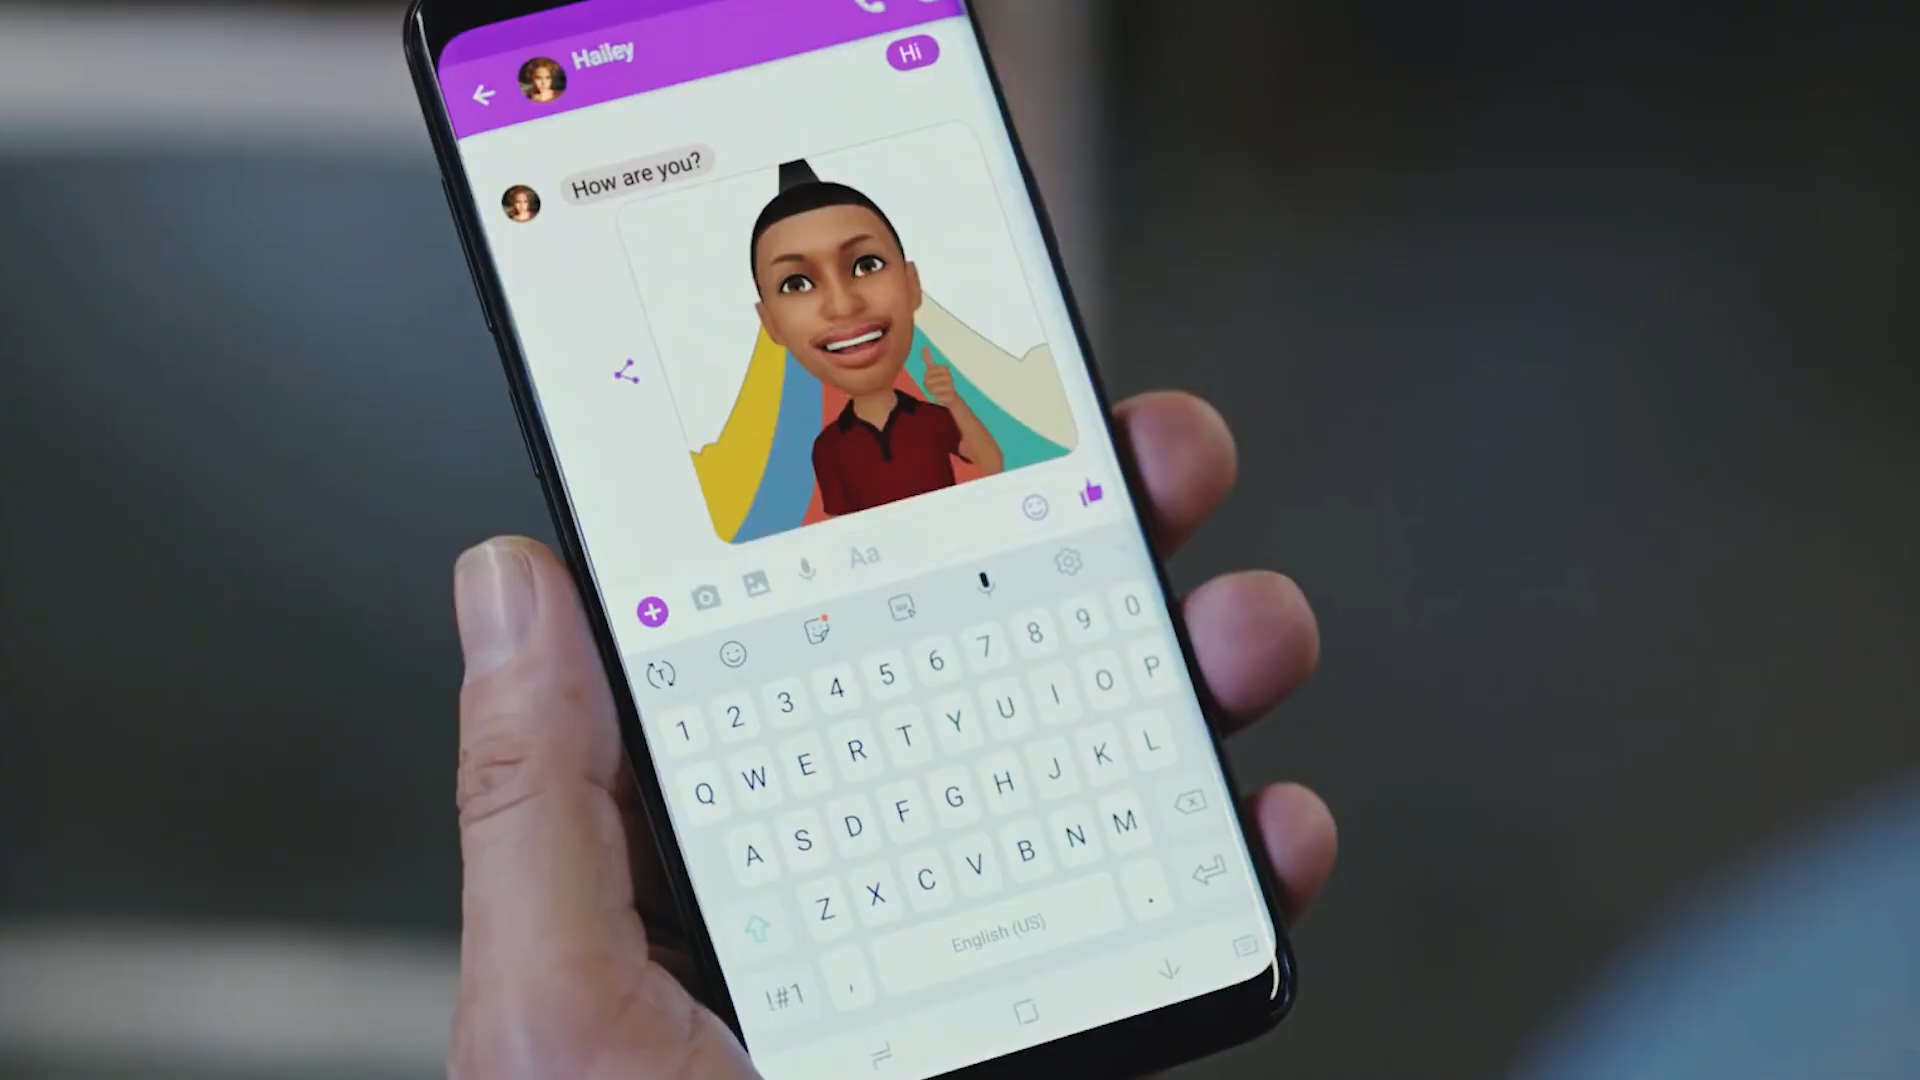 Hailey
Hi
How are you?
Aa
1 2 3 4 5 6 7 8 9 0
Q W E R T Y U I O P
A S D F G H J K L
Z X C V B N M
!#1 , English (US) .